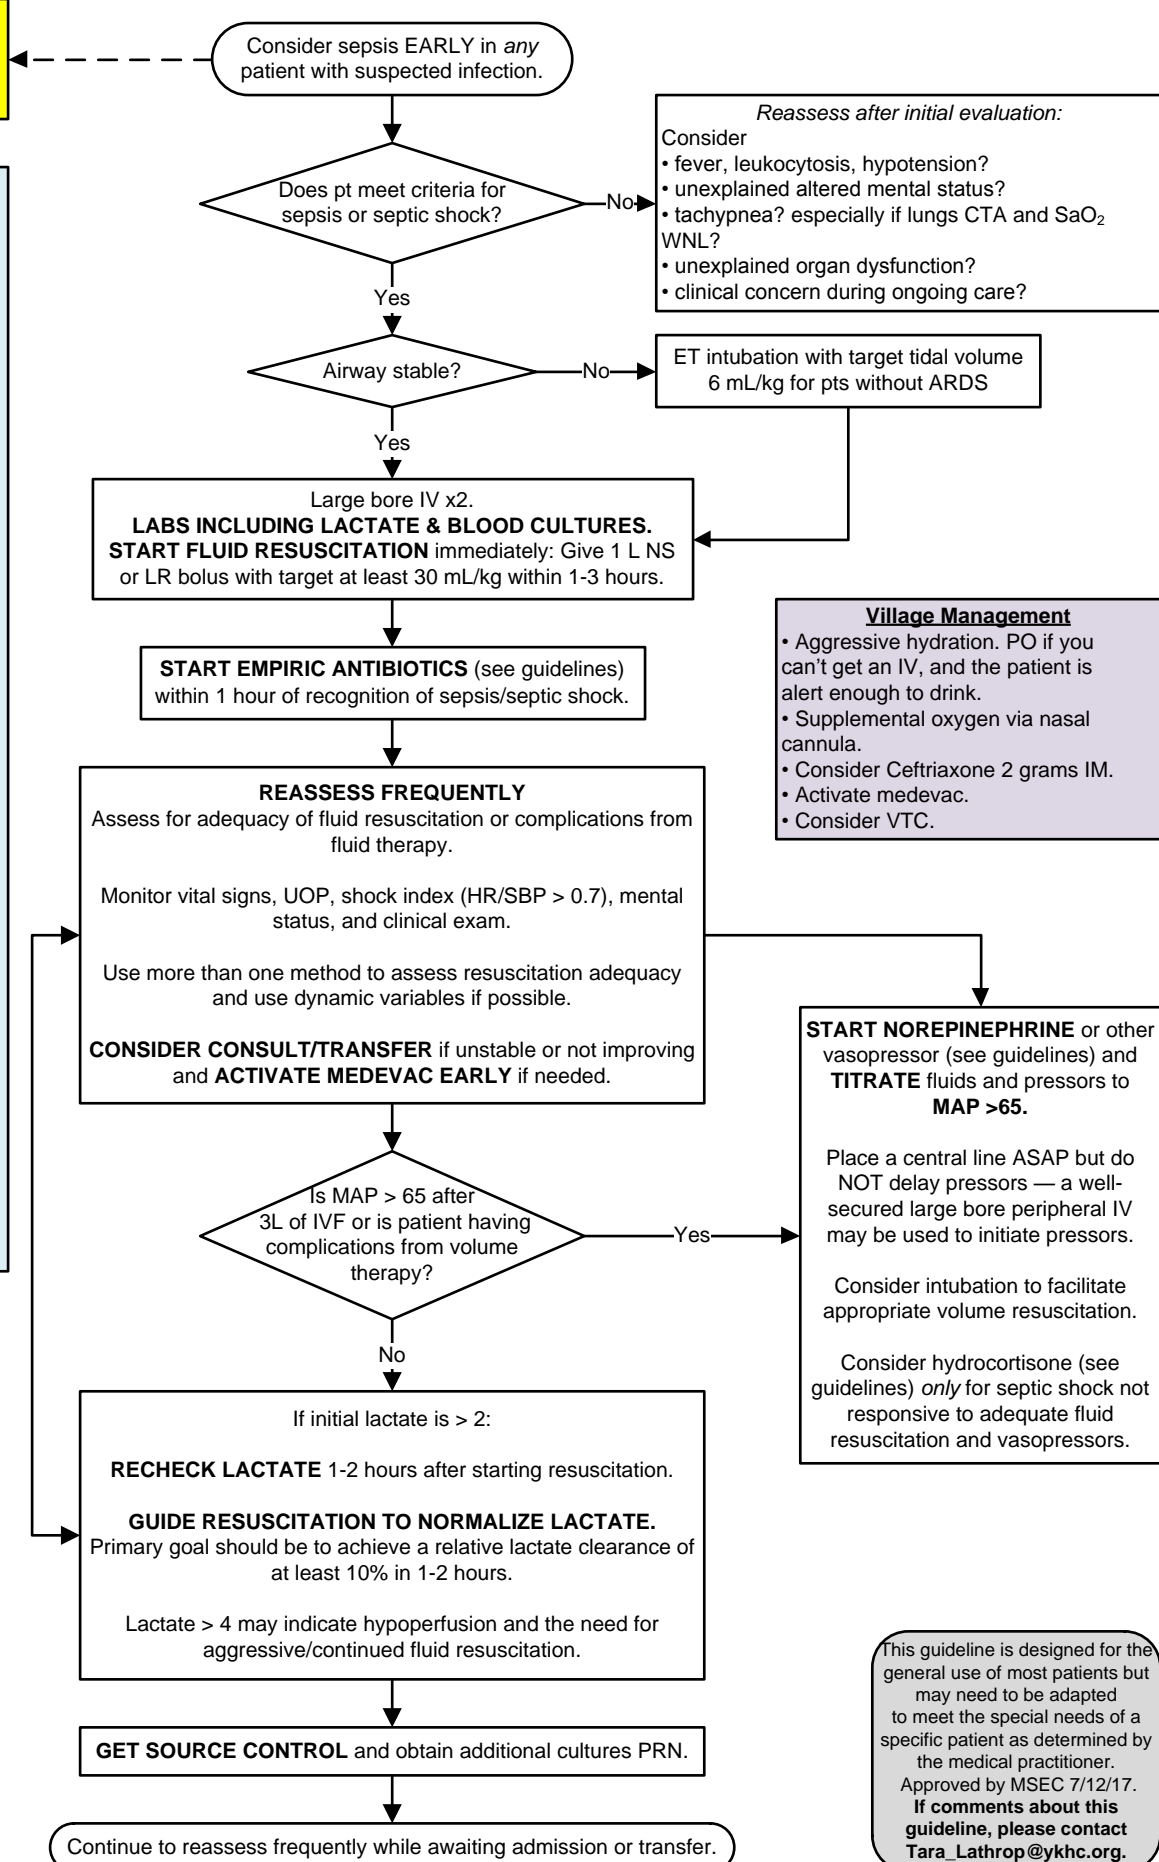 Consider sepsis EARLY in any
patient with suspected infection.
Does pt meet criteria for
sepsis or septic shock?
No
Reassess after initial evaluation:
Consider
• fever, leukocytosis, hypotension?
• unexplained altered mental status?
• tachypnea? especially if lungs CTA and SaO2
WNL?
• unexplained organ dysfunction?
• clinical concern during ongoing care?
Yes
Airway stable?
No
ET intubation with target tidal volume
6 mL/kg for pts without ARDS
Yes
Large bore IV x2.
LABS INCLUDING LACTATE & BLOOD CULTURES.
START FLUID RESUSCITATION immediately: Give 1 L NS
or LR bolus with target at least 30 mL/kg within 1-3 hours.
Village Management
• Aggressive hydration. PO if you
can't get an IV, and the patient is
alert enough to drink.
• Supplemental oxygen via nasal
cannula.
• Consider Ceftriaxone 2 grams IM.
• Activate medevac.
• Consider VTC.
START EMPIRIC ANTIBIOTICS (see guidelines)
within 1 hour of recognition of sepsis/septic shock.
REASSESS FREQUENTLY
Assess for adequacy of fluid resuscitation or complications from
fluid therapy.
Monitor vital signs, UOP, shock index (HR/SBP > 0.7), mental
status, and clinical exam.
Use more than one method to assess resuscitation adequacy
and use dynamic variables if possible.
CONSIDER CONSULT/TRANSFER if unstable or not improving
and ACTIVATE MEDEVAC EARLY if needed.
START NOREPINEPHRINE or other
vasopressor (see guidelines) and
TITRATE fluids and pressors to
MAP >65.
Place a central line ASAP but do
NOT delay pressors — a well-
secured large bore peripheral IV
may be used to initiate pressors.
Consider intubation to facilitate
appropriate volume resuscitation.
Consider hydrocortisone (see
guidelines) only for septic shock not
responsive to adequate fluid
resuscitation and vasopressors.
Is MAP > 65 after
3L of IVF or is patient having
complications from volume
therapy?
Yes
No
If initial lactate is > 2:
RECHECK LACTATE 1-2 hours after starting resuscitation.
GUIDE RESUSCITATION TO NORMALIZE LACTATE.
Primary goal should be to achieve a relative lactate clearance of
at least 10% in 1-2 hours.
Lactate > 4 may indicate hypoperfusion and the need for
aggressive/continued fluid resuscitation.
GET SOURCE CONTROL and obtain additional cultures PRN.
Continue to reassess frequently while awaiting admission or transfer.
This guideline is designed for the
general use of most patients but
may need to be adapted
to meet the special needs of a
specific patient as determined by
the medical practitioner.
Approved by MSEC 7/12/17.
If comments about this
guideline, please contact
Tara_Lathrop@ykhc.org.